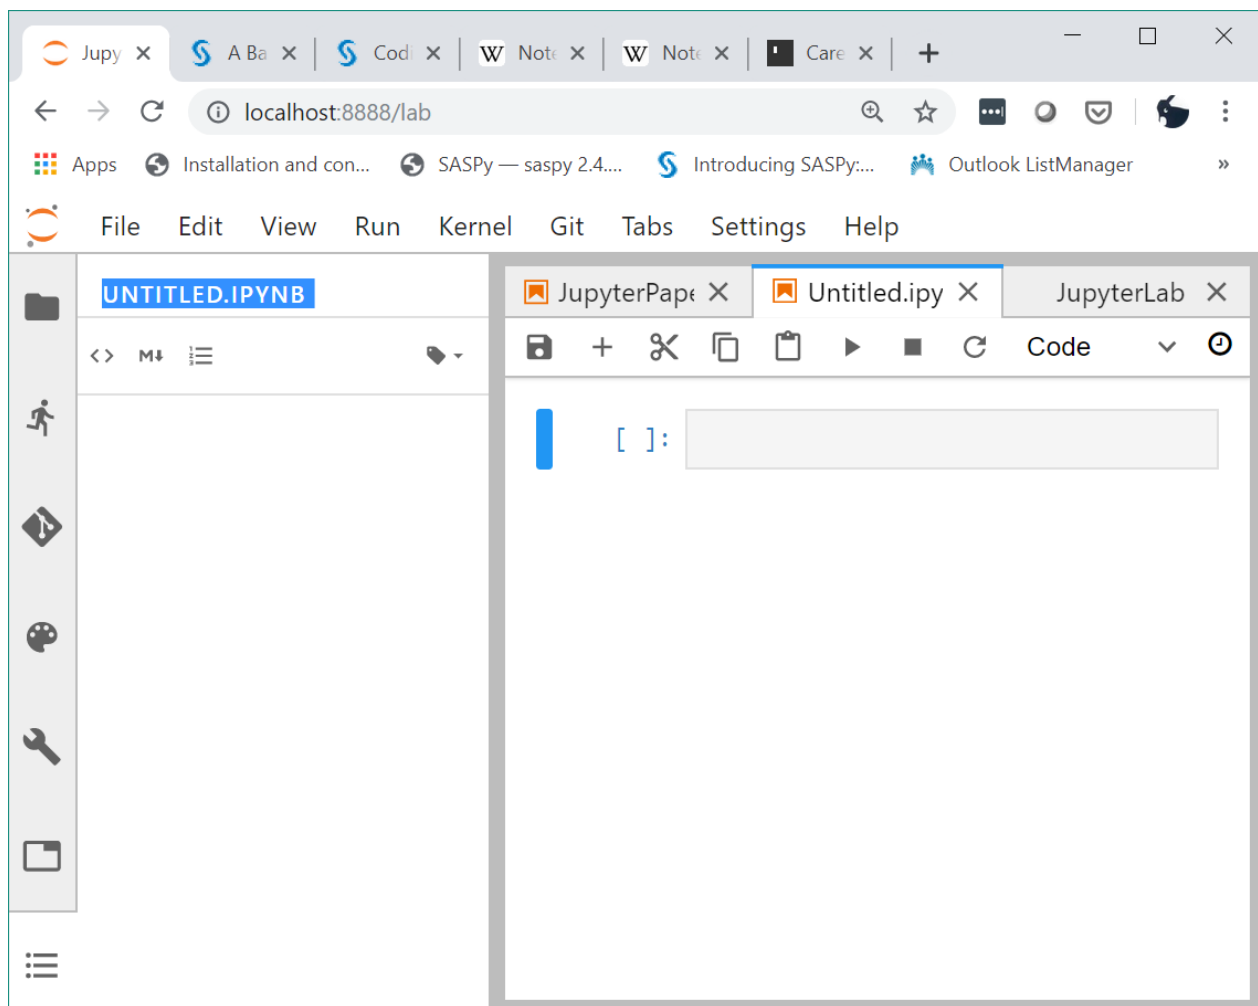 Jupy A Ba Codi Note Note Care
localhost:8888/lab
Apps Installation and con... SASPy — saspy 2.4.... Introducing SASPy:... Outlook ListManager »
File Edit View Run Kernel Git Tabs Settings Help
UNTITLED.IPYNB
JupyterPape Untitled.ipy JupyterLab
Code
[ ]: